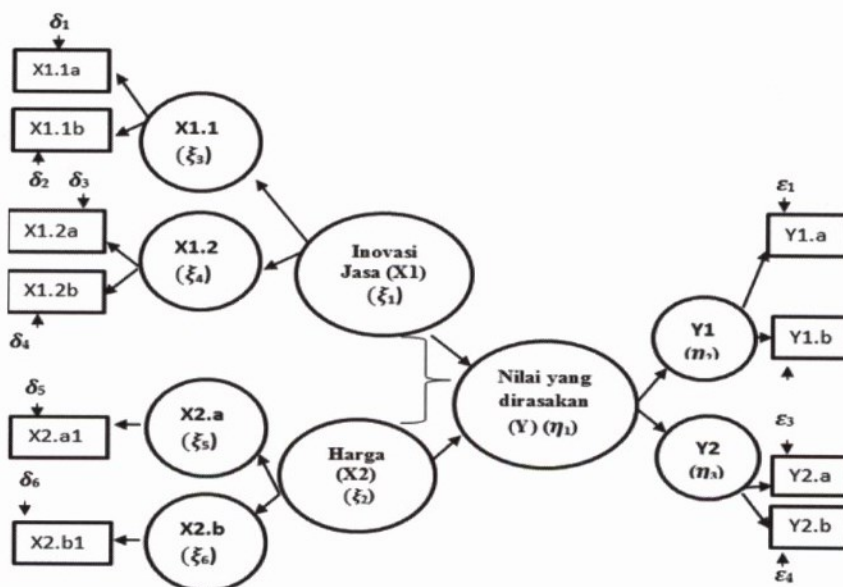 δ₁
X1.1a
X1.1b
δ₂
δ₃
X1.2a
X1.2b
δ₄
δ₅
X2.a1
δ₆
X2.b1
X1.1
(ξ₃)
X1.2
(ξ₄)
X2.a
(ξ₅)
X2.b
(ξ₆)
Inovasi
Jasa (X1)
(ξ₁)
Harga
(X2)
(ξ₂)
Nilai yang
dirasakan
(Y) (η₁)
Y1
(η₂)
Y2
(η₃)
ε₁
Y1.a
Y1.b
ε₃
Y2.a
Y2.b
ε₄